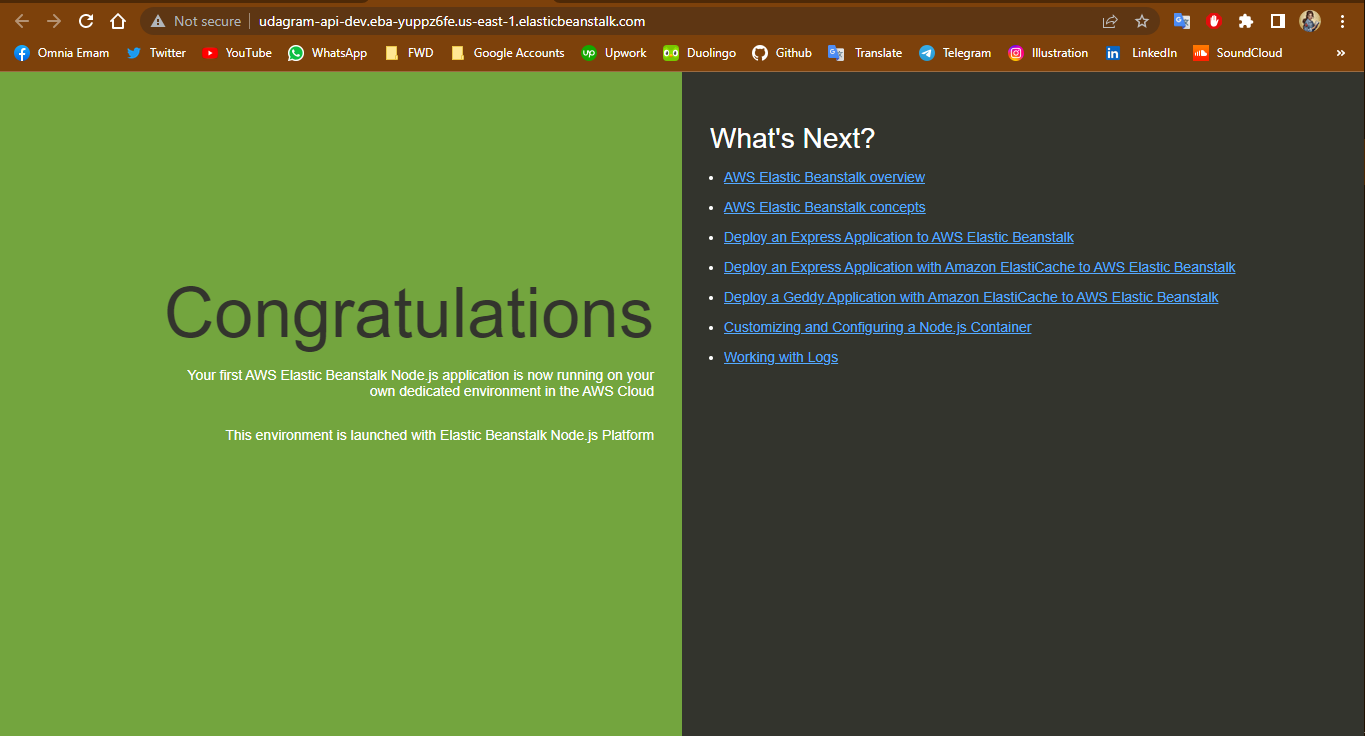 Not secure
udagram-api-dev.eba-yuppz6fe.us-east-1.elasticbeanstalk.com
Omnia Emam
Twitter
YouTube
WhatsApp
FWD
Google Accounts
up
Upwork
Duolingo
Github
Translate
Telegram
Illustration
in
LinkedIn
SoundCloud
»
Congratulations
Your first AWS Elastic Beanstalk Node.js application is now running on your
own dedicated environment in the AWS Cloud
This environment is launched with Elastic Beanstalk Node.js Platform
What's Next?
• AWS Elastic Beanstalk overview
• AWS Elastic Beanstalk concepts
• Deploy an Express Application to AWS Elastic Beanstalk
• Deploy an Express Application with Amazon ElastiCache to AWS Elastic Beanstalk
• Deploy a Geddy Application with Amazon ElastiCache to AWS Elastic Beanstalk
• Customizing and Configuring a Node.js Container
• Working with Logs